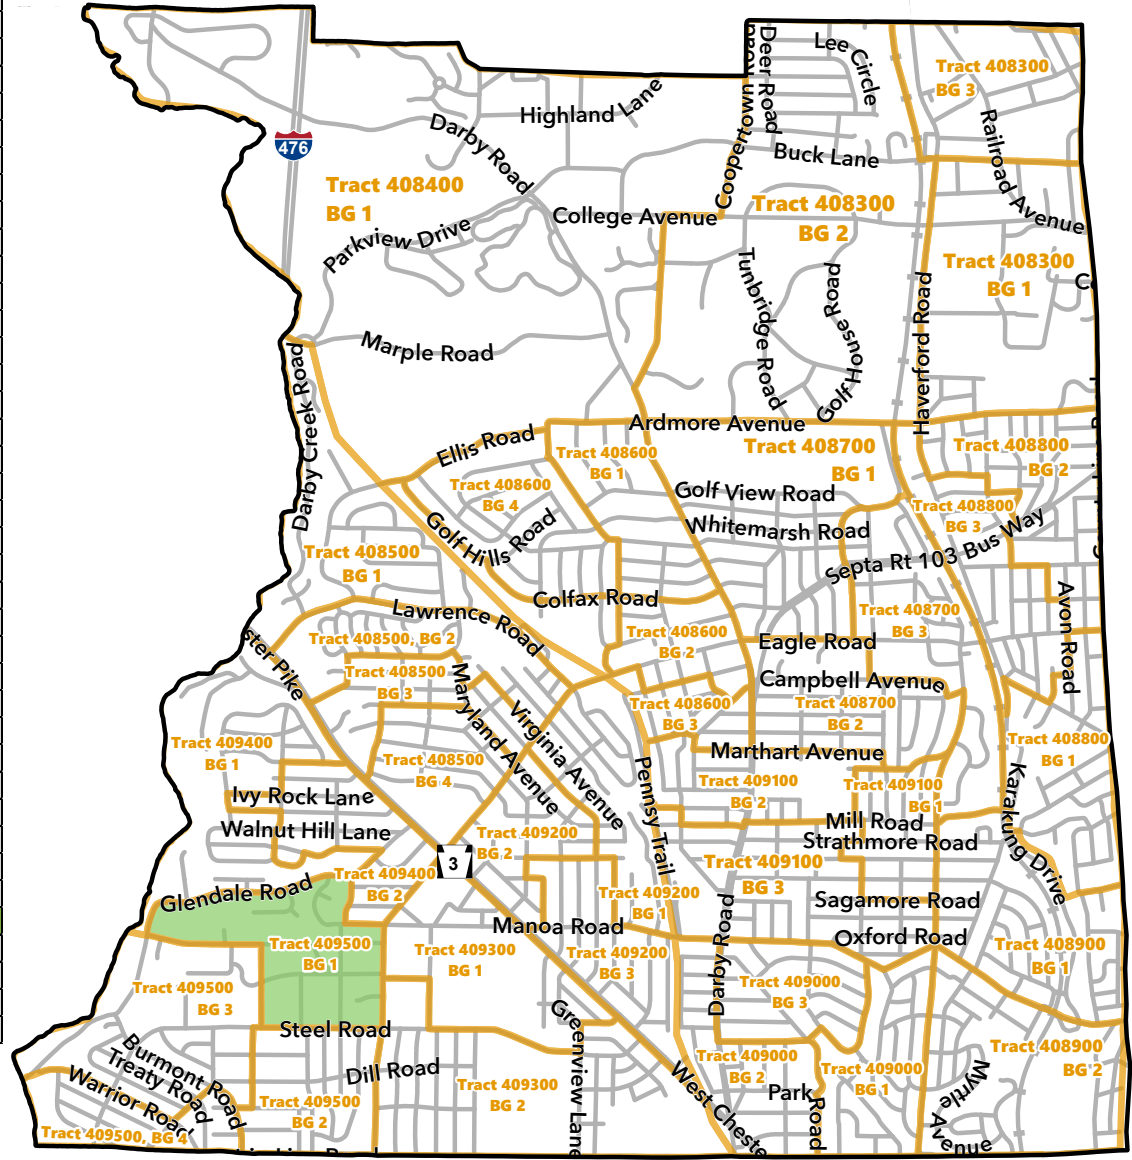 Deer Road
Lee Circle
Tract 408300
BG 3
Highland Lane
Railroad Avenue
476
Darby Road
Buck Lane
Tract 408400
BG 1
Tract 408300
BG 2
College Avenue
Parkview Drive
Tract 408300
BG 1
Tunbridge Road
Golf House Road
Haverford Road
Marple Road
Darby Creek Road
Ardmore Avenue
Ellis Road
Tract 408600
BG 1
Tract 408700
BG 1
Tract 408800
BG 2
Tract 408600
BG 4
Golf View Road
Tract 408800
BG 3
Golf Hills Road
Whitemarsh Road
Septa Rt 103 Bus Way
Tract 408500
BG 1
Colfax Road
Lawrence Road
Avon Road
Tract 408700
BG 3
Tract 408500, BG 2
Tract 408600
BG 2
Eagle Road
ster Pike
Tract 408500
BG 3
Campbell Avenue
Maryland Avenue
Virginia Avenue
Tract 408600
BG 3
Tract 408700
BG 2
Tract 409400
BG 1
Tract 408500
BG 4
Marthart Avenue
Tract 408800
BG 1
Pennsy Trail
Tract 409100
BG 2
Tract 409100
BG 1
Karakung Drive
Ivy Rock Lane
Walnut Hill Lane
Mill Road
Strathmore Road
Tract 409200
BG 2
3
Tract 409100
BG 3
Tract 409400
BG 2
Glendale Road
Tract 409200
BG 1
Sagamore Road
Manoa Road
Darby Road
Oxford Road
Tract 409500
BG 1
Tract 409300
BG 1
Tract 409200
BG 3
Tract 408900
BG 1
Tract 409500
BG 3
Tract 409000
BG 3
Steel Road
Greenview Lane
Burmont Road
Treaty Road
Warrior Road
Dill Road
Tract 409300
BG 2
West Cheste
Tract 409000
BG 2
Park Road
Tract 409000
BG 1
Tract 408900
BG 2
Myrtle Avenue
Tract 409500
BG 2
Tract 409500, BG 4